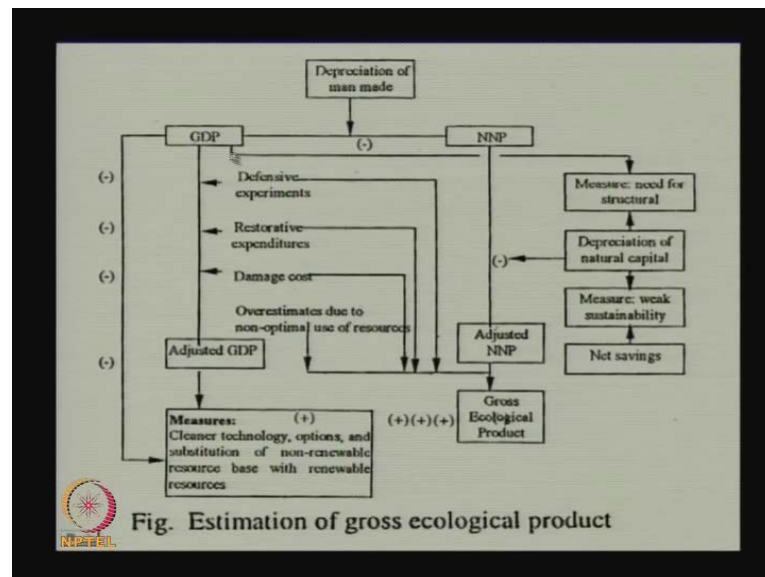 Depreciation of
man made
GDP
(-)
NNP
(-)
Defensive
experiments
Measure: need for
structural
(-)
Restorative
expenditures
Depreciation of
natural capital
(-)
(-)
Damage cost
Measure: weak
sustainability
Overestimates due to
non-optimal use of resources
Adjusted GDP
Adjusted
NNP
Net savings
(-)
Measures: (+)
Cleaner technology, options, and
substitution of non-renewable
resource base with renewable
resources
(+)(+)(+)
Gross
Ecological
Product
Fig. Estimation of gross ecological product
NPTEL